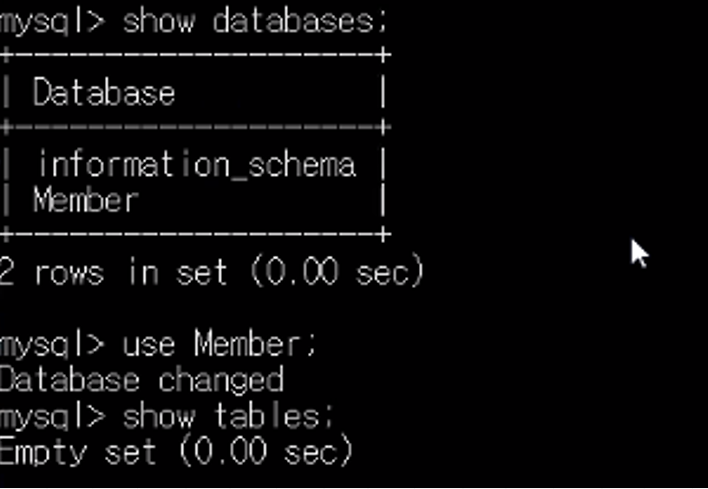 mysql> show databases;
+--------------------+
| Database           |
+--------------------+
| information_schema |
| Member             |
+--------------------+
2 rows in set (0.00 sec)
mysql> use Member;
Database changed
mysql> show tables;
Empty set (0.00 sec)